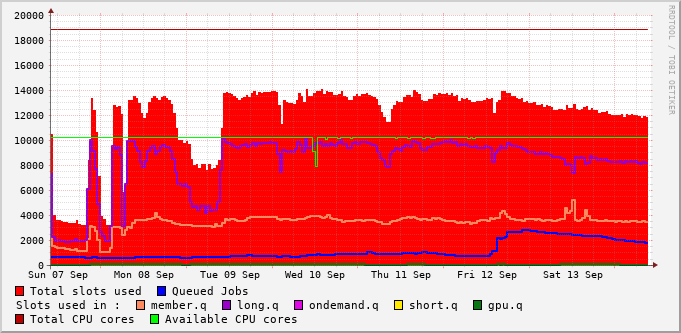 RRDTOOL / TOBI OETIKER
20000
18000
16000
14000
12000
10000
8000
6000
4000
2000
0
Sun 07 Sep Mon 08 Sep Tue 09 Sep Wed 10 Sep Thu 11 Sep Fri 12 Sep Sat 13 Sep
Total slots used Queued Jobs
Slots used in : member.q long.q ondemand.q short.q gpu.q
Total CPU cores Available CPU cores